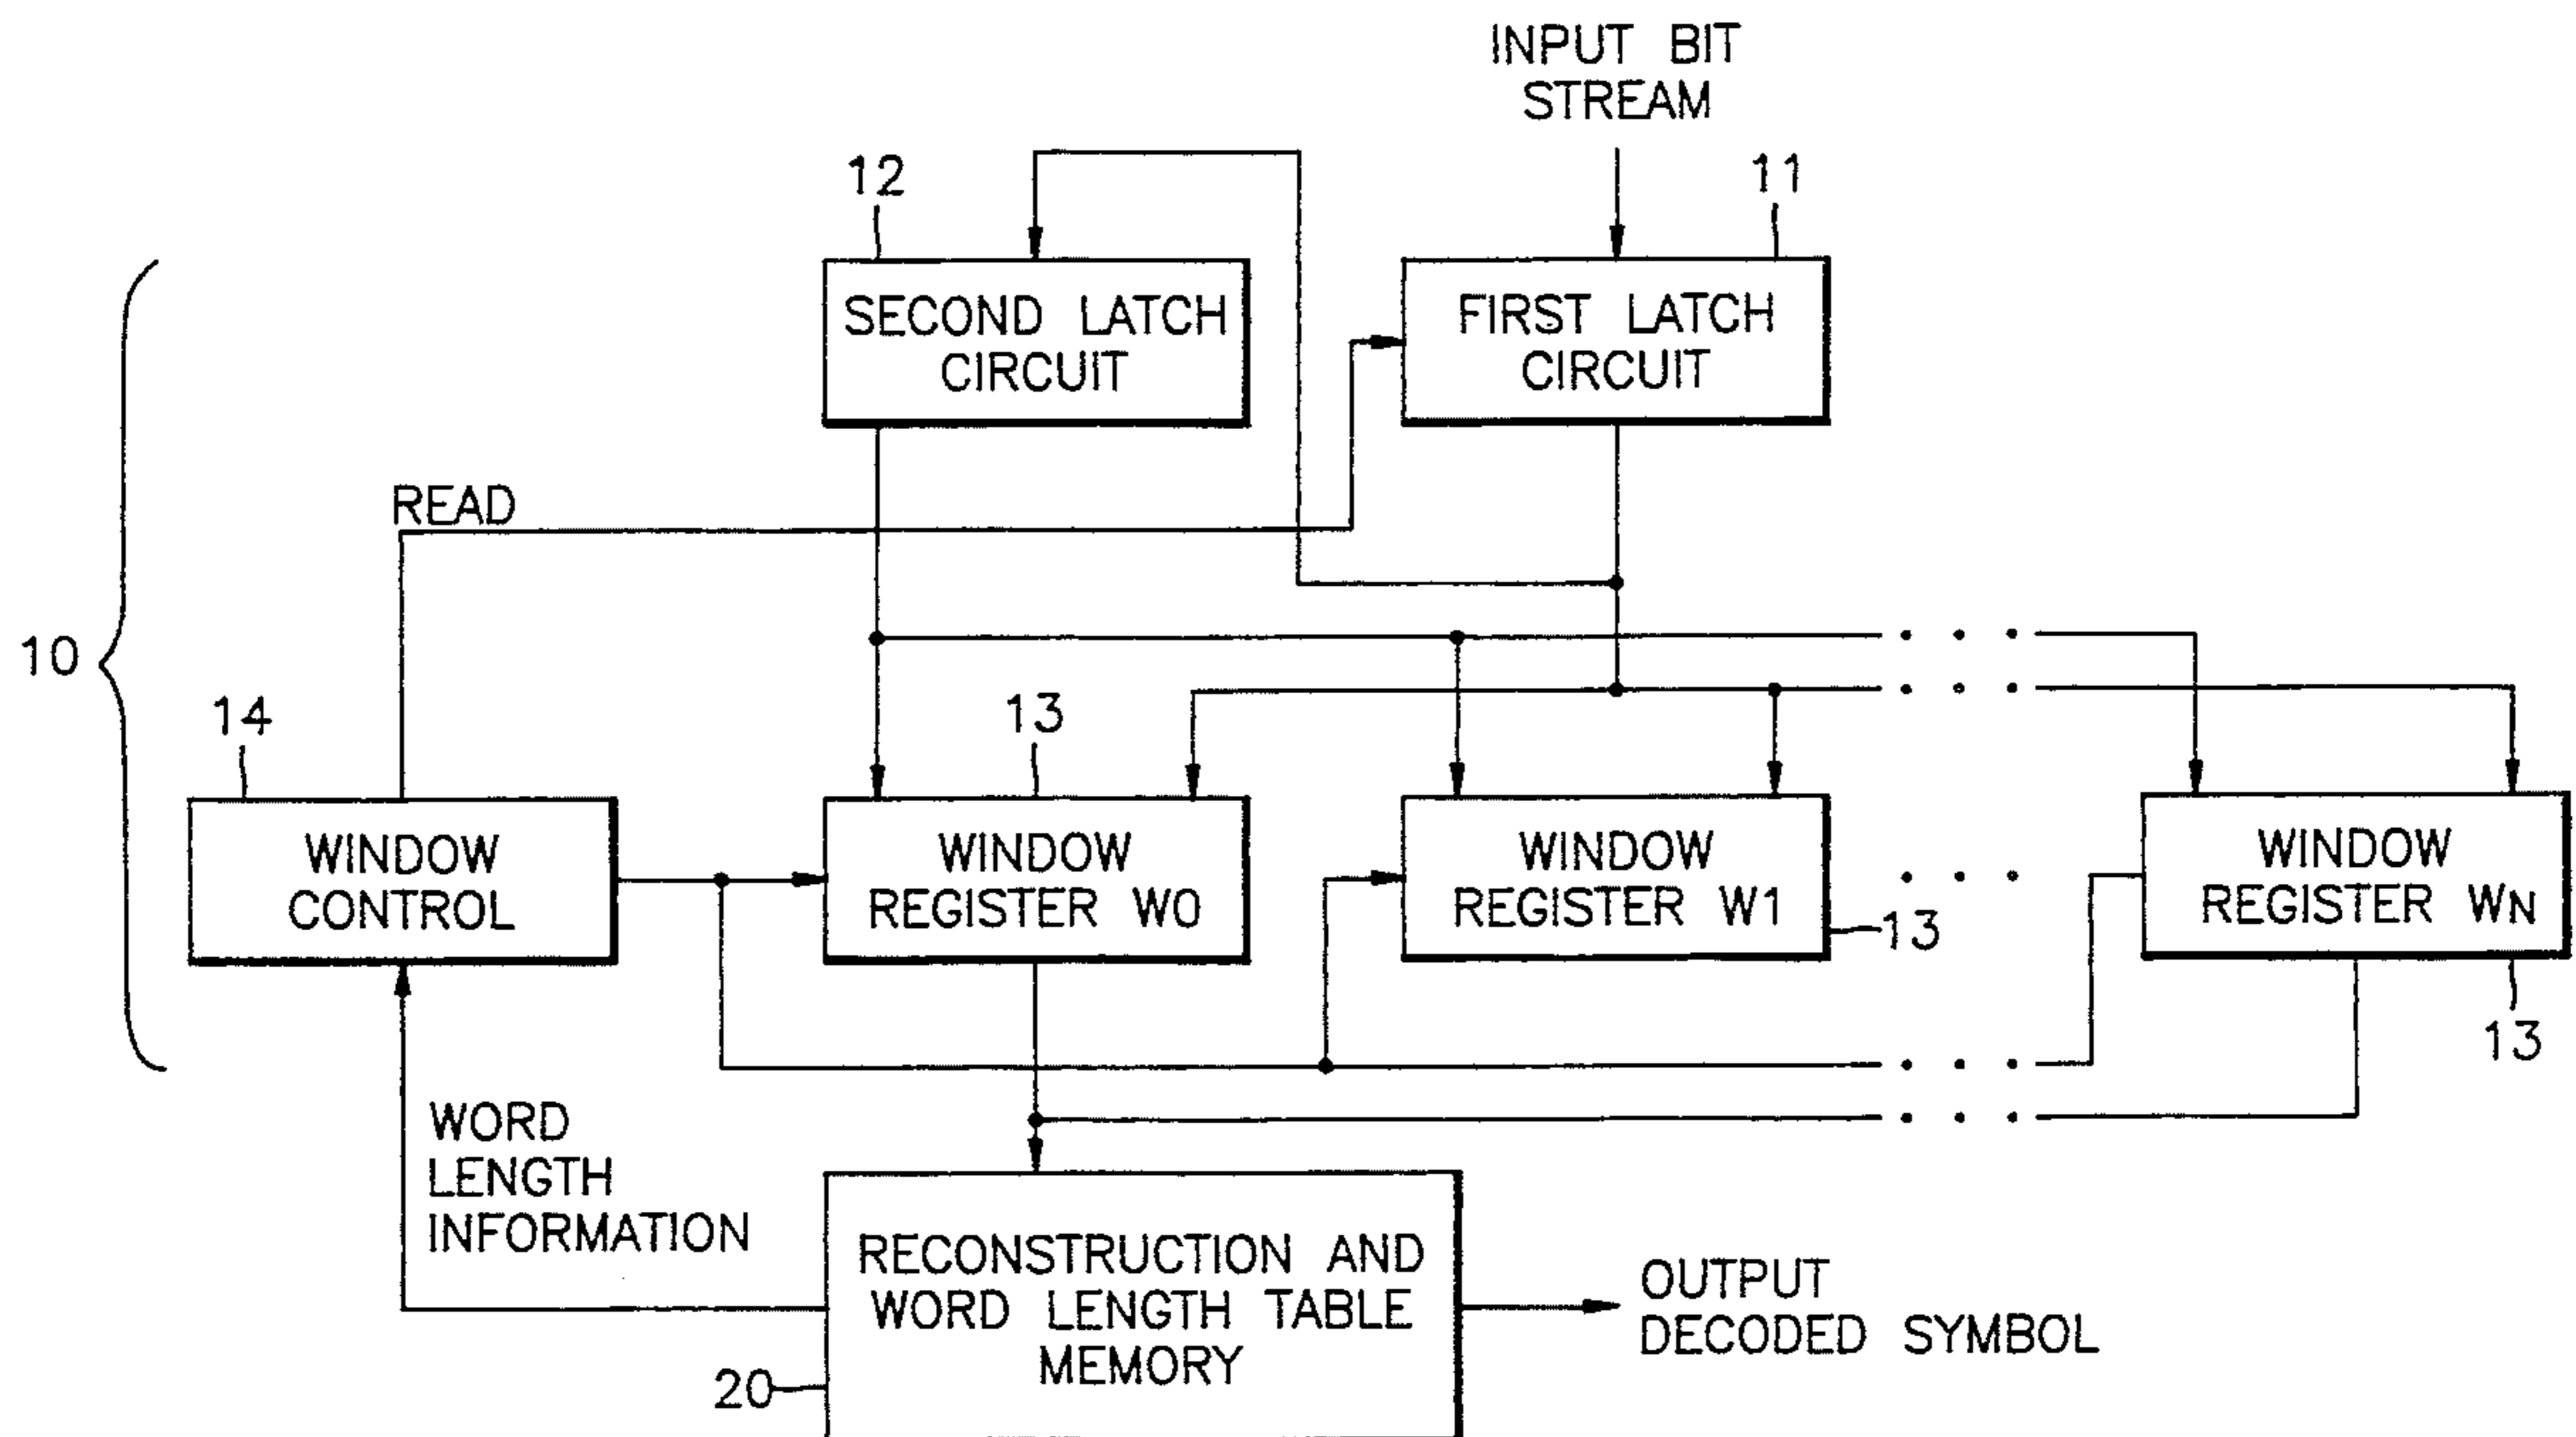 INPUT BIT
STREAM
12
11
SECOND LATCH
CIRCUIT
FIRST LATCH
CIRCUIT
READ
10
14
13
WINDOW
CONTROL
WINDOW
REGISTER W0
WINDOW
REGISTER W1
13
WINDOW
REGISTER WN
13
WORD
LENGTH
INFORMATION
RECONSTRUCTION AND
WORD LENGTH TABLE
MEMORY
20
OUTPUT
DECODED SYMBOL